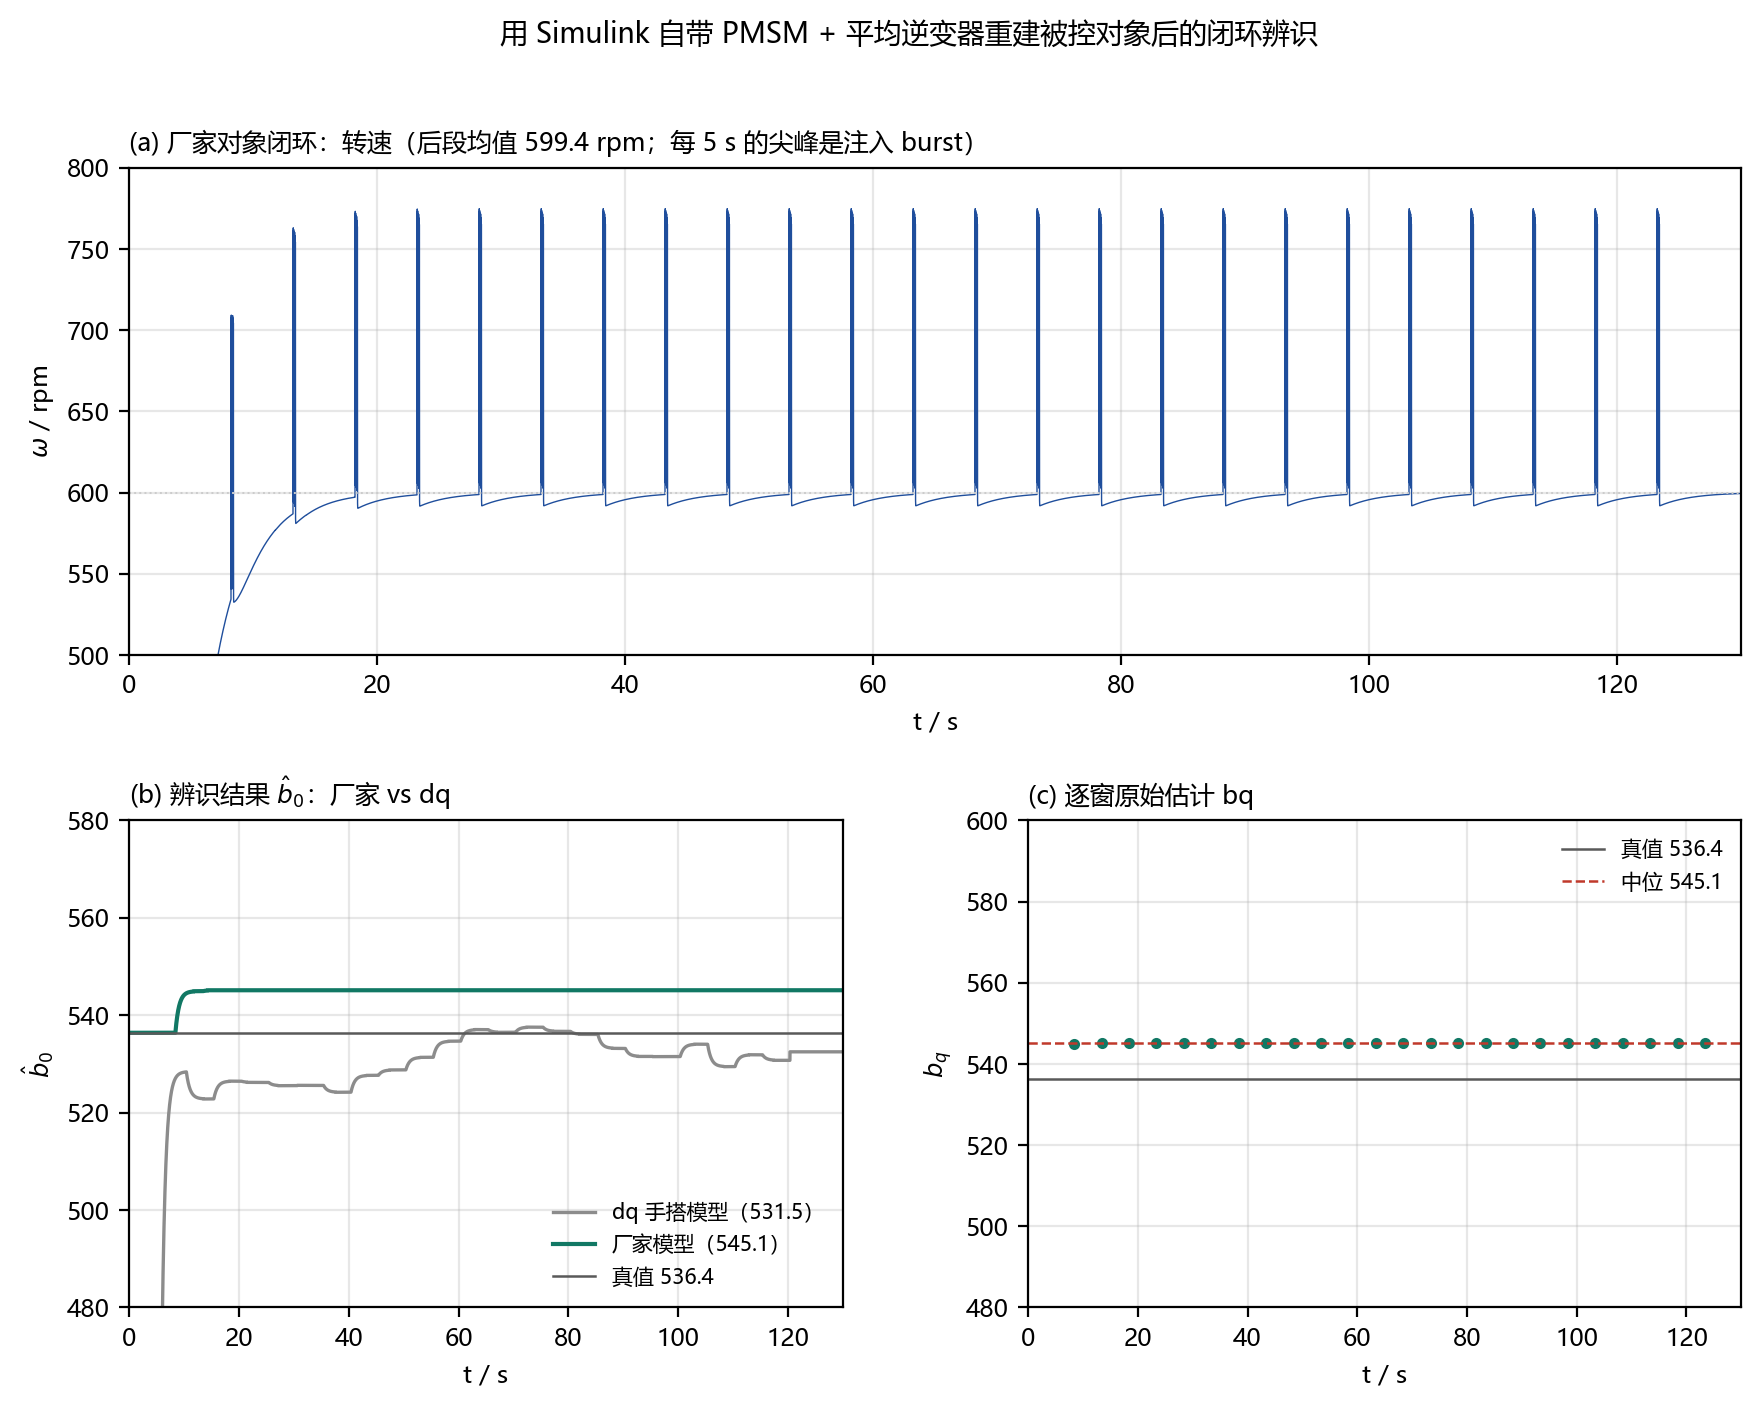 用 Simulink 自带 PMSM + 平均逆变器重建被控对象后的闭环辨识
(a) 厂家对象闭环：转速（后段均值 599.4 rpm；每 5 s 的尖峰是注入 burst）
800
750
700
650
600
550
500
ω / rpm
0 20 40 60 80 100 120
t / s
(b) 辨识结果 b̂₀：厂家 vs dq
580
560
540
520
500
480
b̂₀
dq 手搭模型（531.5）
厂家模型（545.1）
真值 536.4
0 20 40 60 80 100 120
t / s
(c) 逐窗原始估计 bq
600
580
560
540
520
500
480
b_q
真值 536.4
中位 545.1
0 20 40 60 80 100 120
t / s